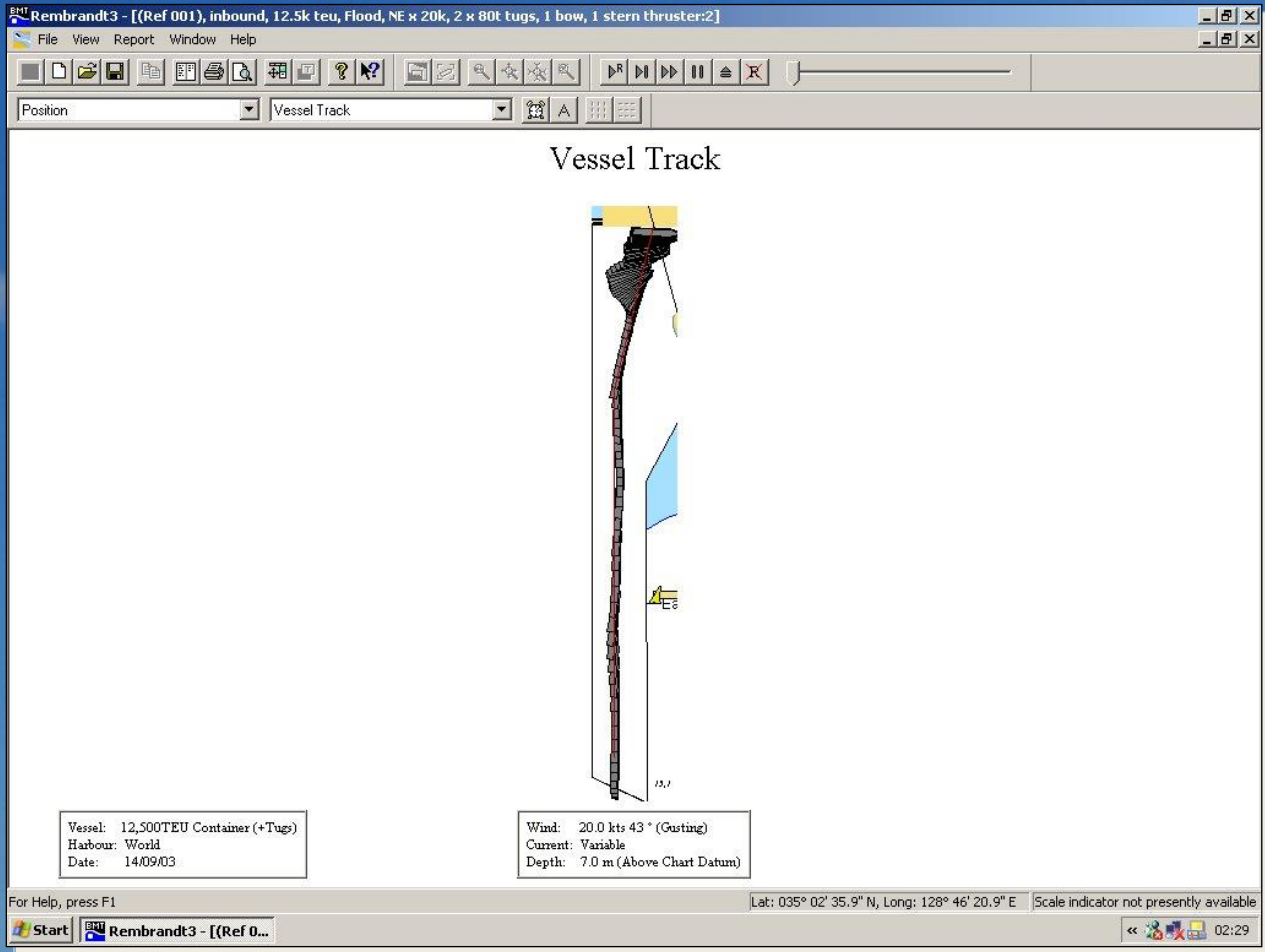 BMT Rembrandt3 - [(Ref 001), inbound, 12.5k teu, Flood, NE x 20k, 2 x 80t tugs, 1 bow, 1 stern thruster:2]
File View Report Window Help
Position Vessel Track
Vessel Track
Ea
Vessel: 12,500TEU Container (+Tugs)
Harbour: World
Date: 14/09/03
Wind: 20.0 kts 43 ° (Gusting)
Current: Variable
Depth: 7.0 m (Above Chart Datum)
For Help, press F1
Lat: 035° 02' 35.9" N, Long: 128° 46' 20.9" E
Scale indicator not presently available
Start BMT Rembrandt3 - [(Ref 0... « 02:29